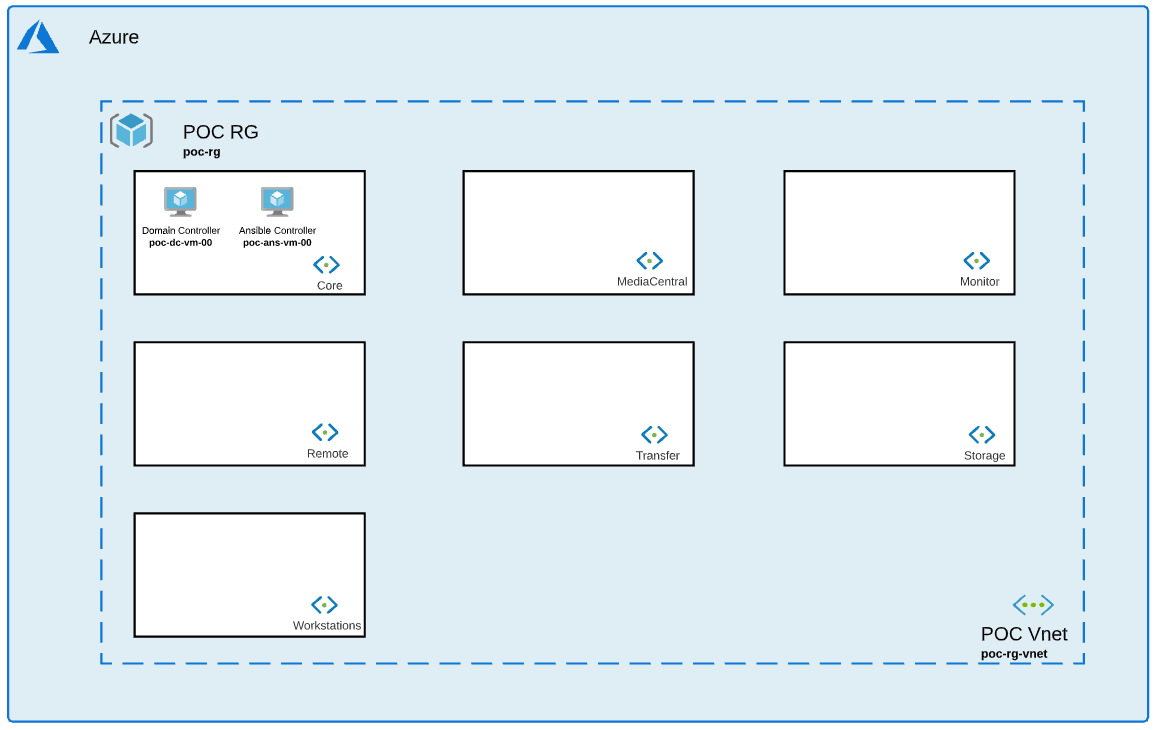 Azure
POC RG
poc-rg
Domain Controller
poc-dc-vm-00
Ansible Controller
poc-ans-vm-00
Core
MediaCentral
Monitor
Remote
Transfer
Storage
Workstations
POC Vnet
poc-rg-vnet